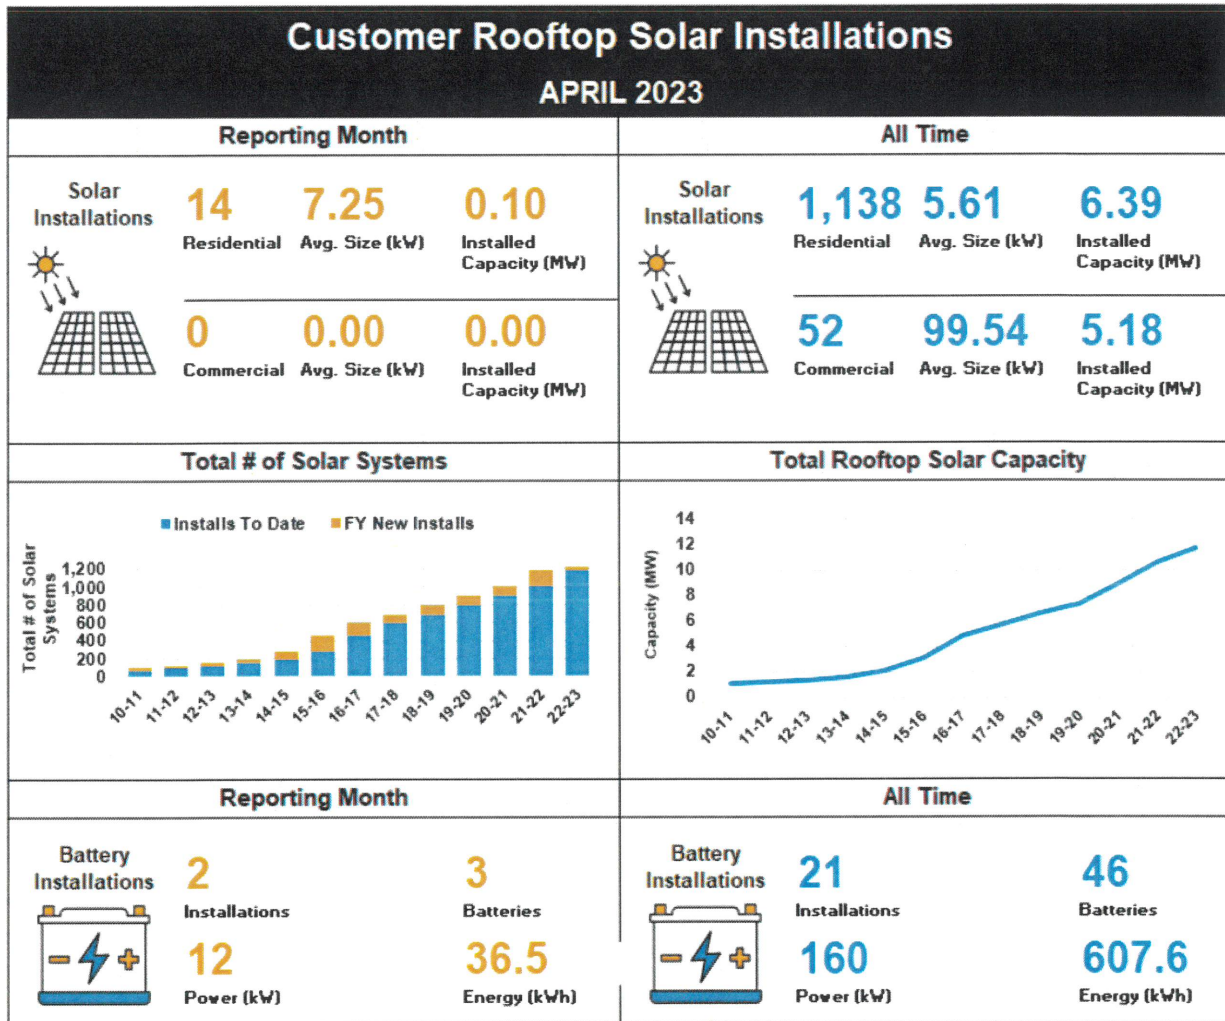 Customer Rooftop Solar Installations
APRIL 2023
Reporting Month
Solar
Installations
14
7.25
0.10
Residential
Avg. Size (kW)
Installed
Capacity (MW)
0
0.00
0.00
Commercial
Avg. Size (kW)
Installed
Capacity (MW)
All Time
Solar
Installations
1,138
5.61
6.39
Residential
Avg. Size (kW)
Installed
Capacity (MW)
52
99.54
5.18
Commercial
Avg. Size (kW)
Installed
Capacity (MW)
Total # of Solar Systems
Installs To Date
FY New Installs
Total # of Solar
Systems
1,200
1,000
800
600
400
200
0
10-11
11-12
12-13
13-14
14-15
15-16
16-17
17-18
18-19
19-20
20-21
21-22
22-23
Total Rooftop Solar Capacity
Capacity (MW)
14
12
10
8
6
4
2
0
10-11
11-12
12-13
13-14
14-15
15-16
16-17
17-18
18-19
19-20
20-21
21-22
22-23
Reporting Month
Battery
Installations
2
3
Installations
Batteries
12
36.5
Power (kW)
Energy (kWh)
All Time
Battery
Installations
21
46
Installations
Batteries
160
607.6
Power (kW)
Energy (kWh)